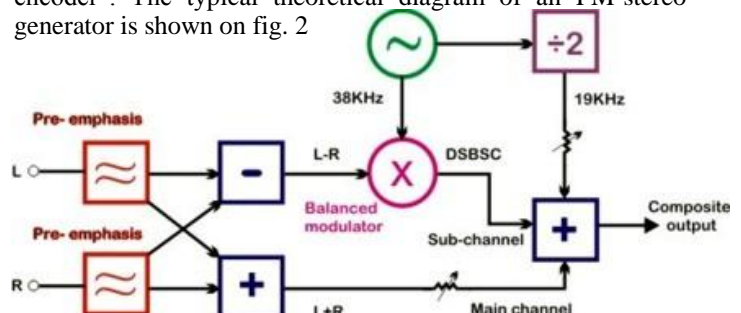 encoder . The typical theoretical diagram of an FM stereo
generator is shown on fig. 2
~
÷2
38KHz
19KHz
Pre- emphasis
L
-
L-R
X
DSBSC
Balanced
modulator
Composite
output
+
Sub-channel
Pre- emphasis
R
+
L+R
Main channel